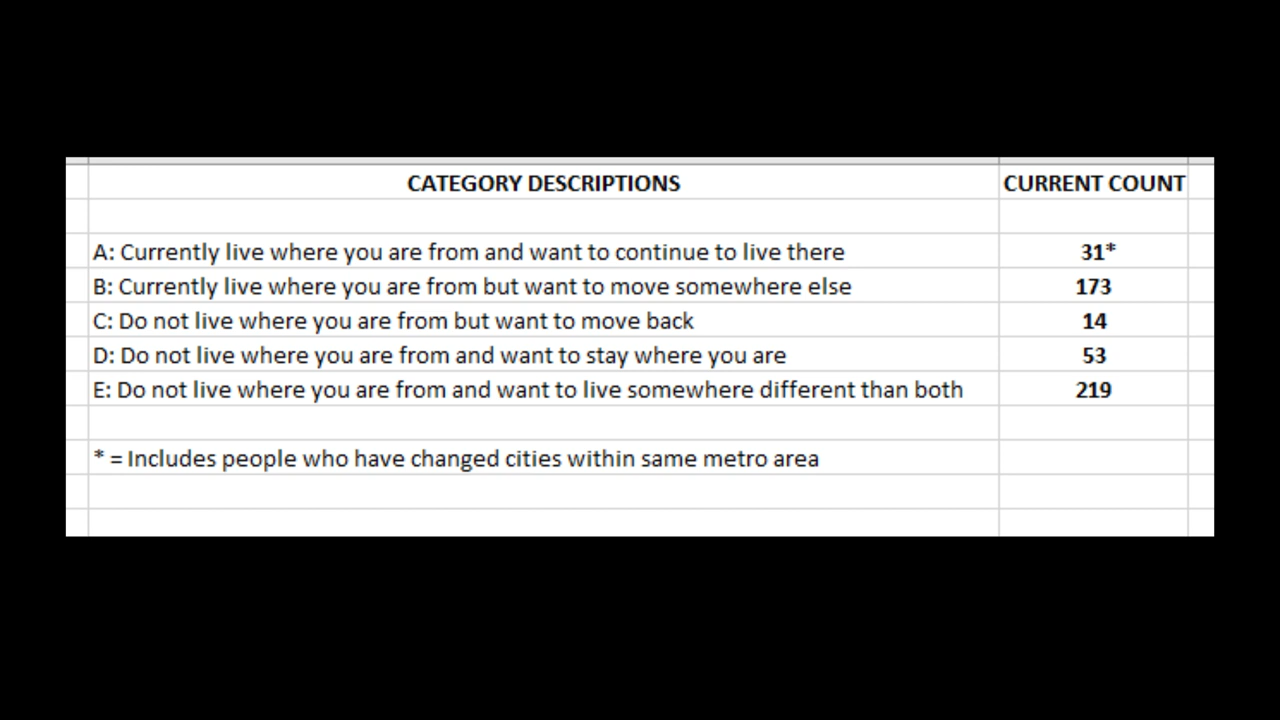 CATEGORY DESCRIPTIONS CURRENT COUNT
A: Currently live where you are from and want to continue to live there 31*
B: Currently live where you are from but want to move somewhere else 173
C: Do not live where you are from but want to move back 14
D: Do not live where you are from and want to stay where you are 53
E: Do not live where you are from and want to live somewhere different than both 219
* = Includes people who have changed cities within same metro area